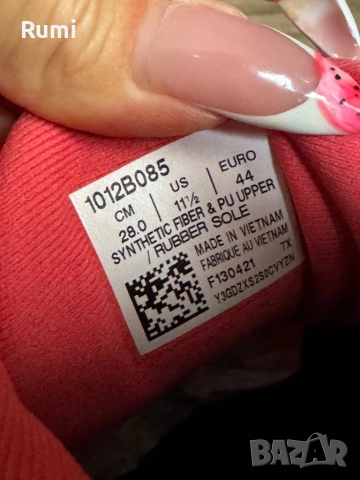 Rumi
1012B085
CM | US | EURO
28.0 | 11½ | 44
SYNTHETIC FIBER & PU UPPER
/ RUBBER SOLE
MADE IN VIETNAM
FABRIQUE AU VIETNAM
F130421 TX
Y3GDZXS2S0CVYZN
BAZAR